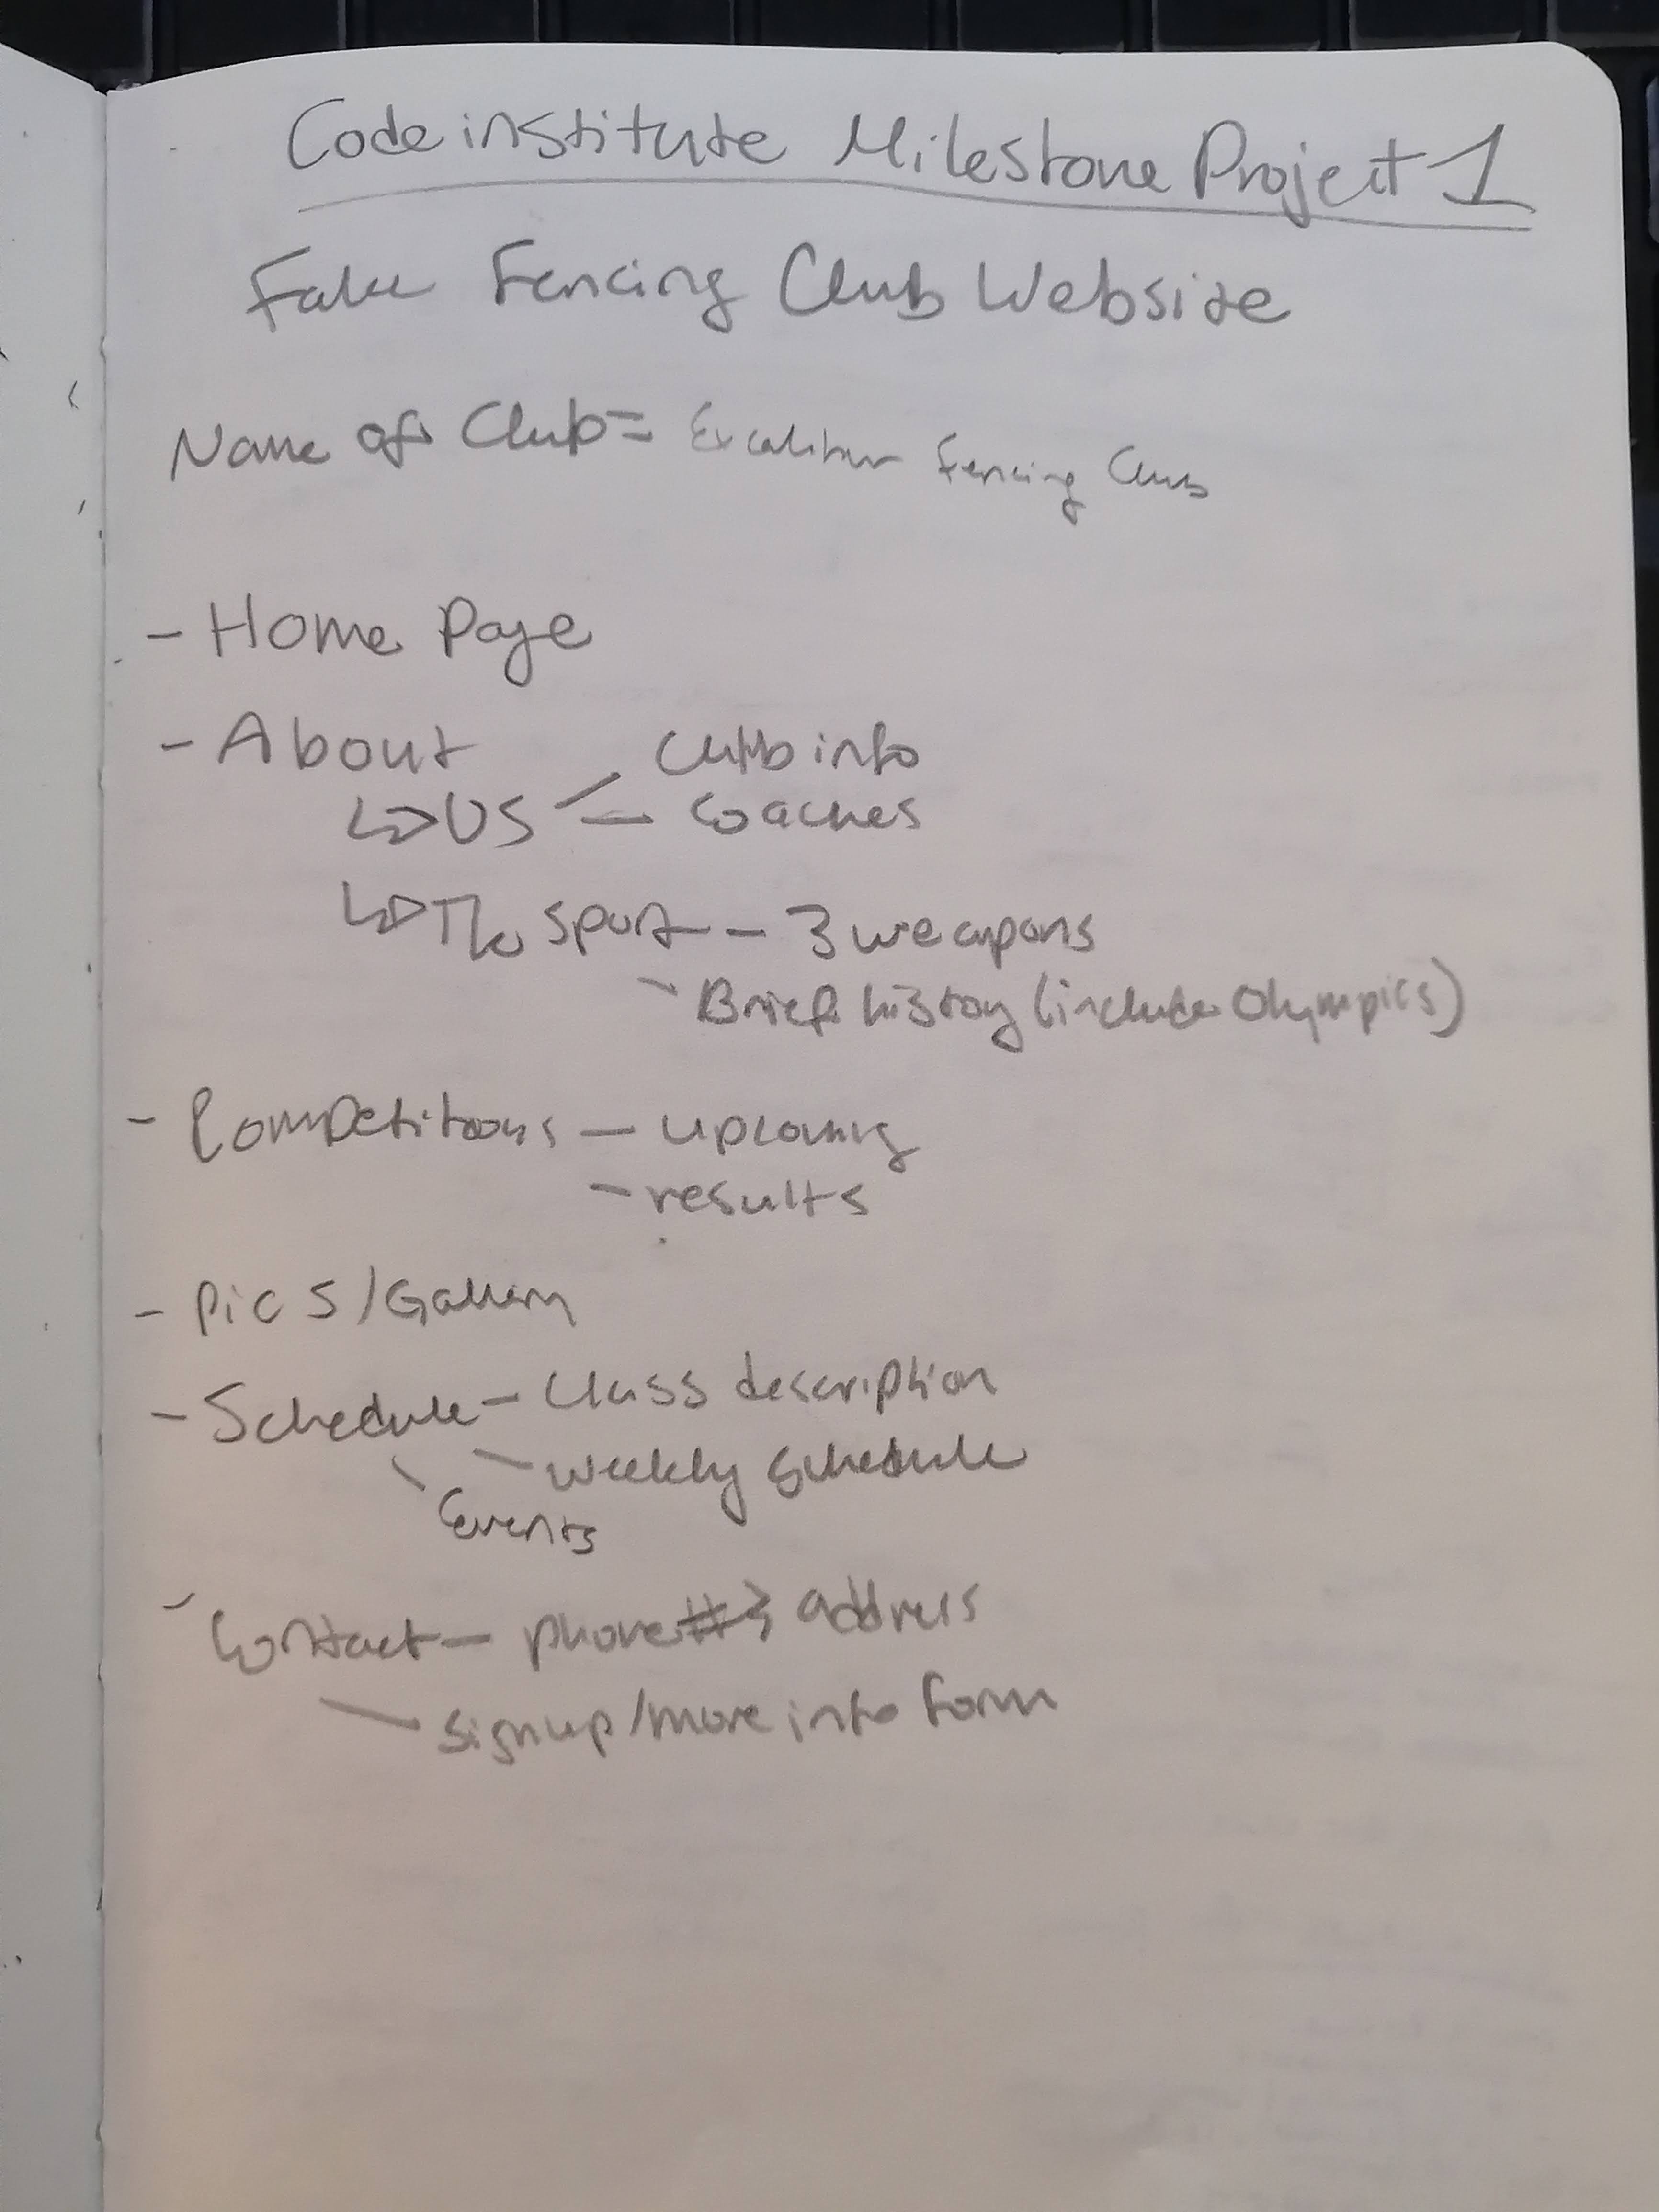 Code institute Milestone Project 1
Fake Fencing Club Website
Name of Club = Excalibur Fencing Club
- Home Page
- About
Club info
↳ US - Coaches
↳ The sport - 3 weapons
- Brief history (include Olympics)
- Competitions - upcoming
- results
- Pics/Gallery
- Schedule - Class description
- weekly schedule
- Events
- Contact - phone #, address
- signup/more info form